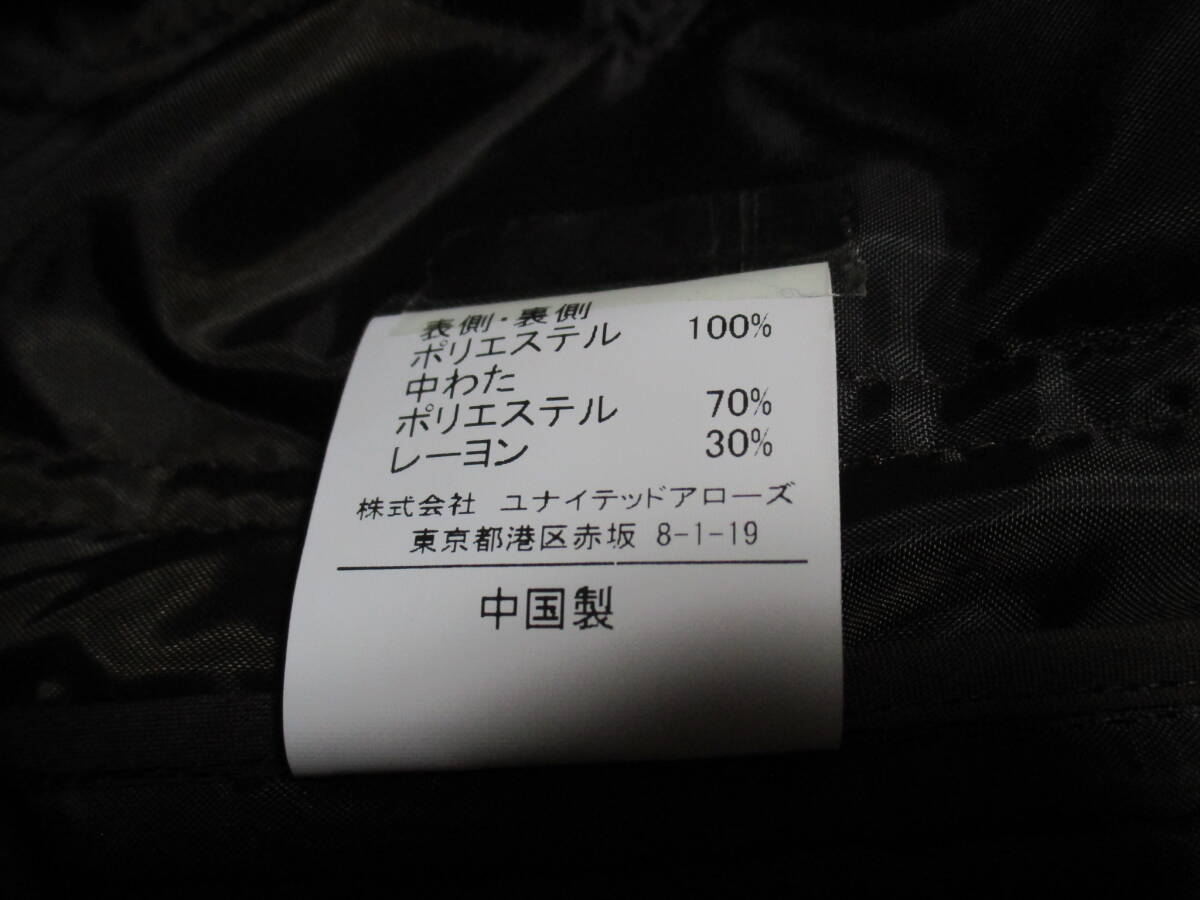 表側・裏側
ポリエステル 100%
中わた
ポリエステル 70%
レーヨン 30%
株式会社 ユナイテッドアローズ
東京都港区赤坂 8-1-19
中国製